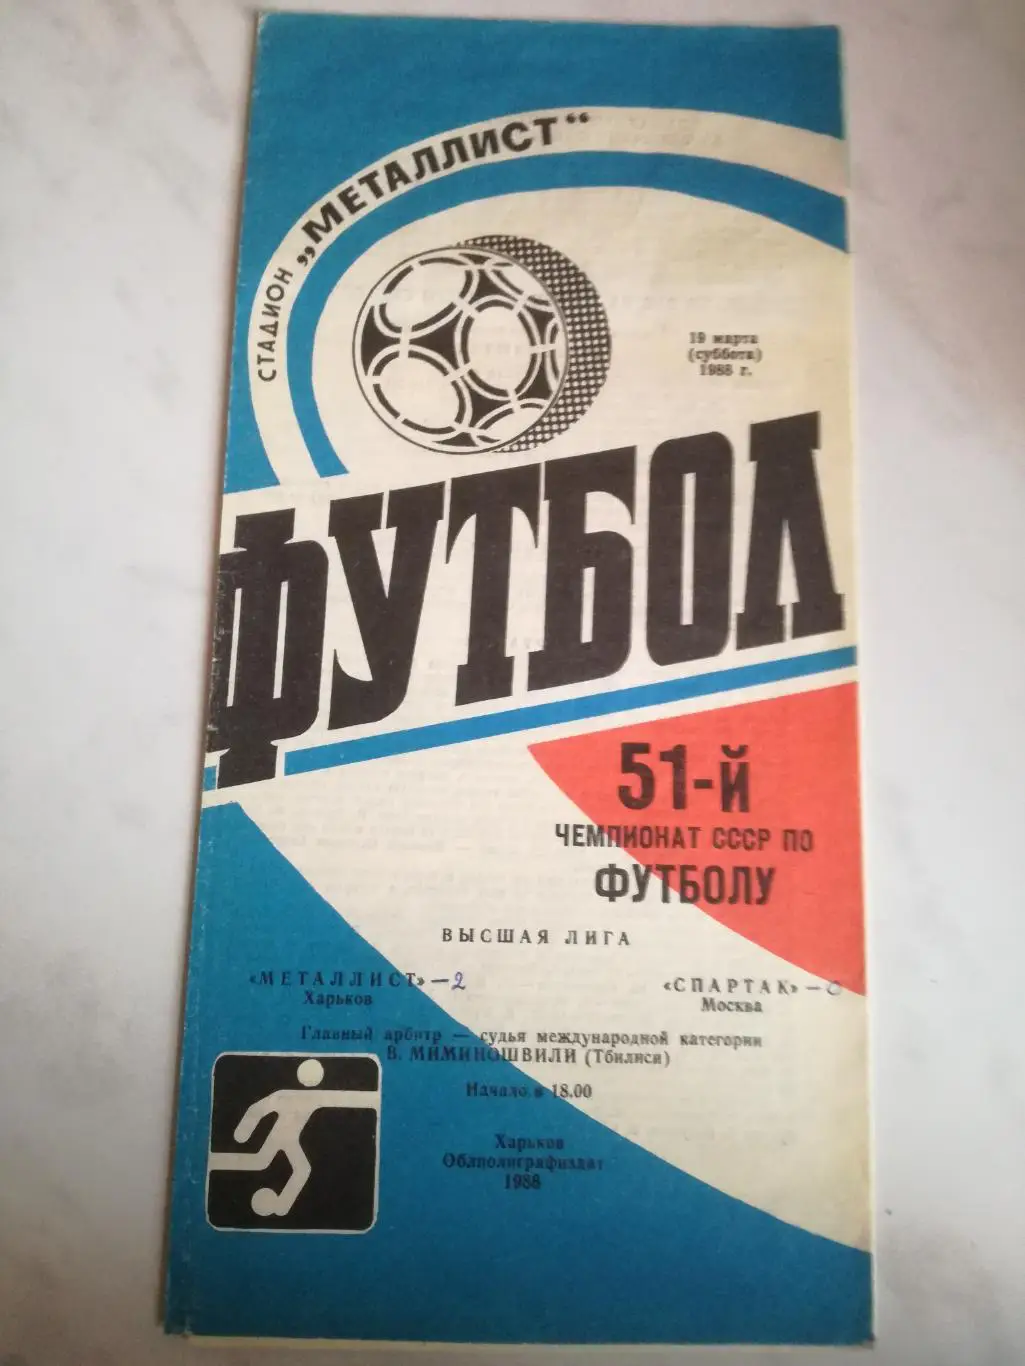 СТАДИОН „МЕТАЛЛИСТ“
19 марта
(суббота)
1988 г.
ФУТБОЛ
51-й
ЧЕМПИОНАТ СССР ПО
ФУТБОЛУ
ВЫСШАЯ ЛИГА
«МЕТАЛЛИСТ» — 2
Харьков
«СПАРТАК» — 0
Москва
Главный арбитр — судья международной категории
В. МИМИНОШВИЛИ (Тбилиси)
Начало в 18.00
Харьков
Облполиграфиздат
1988